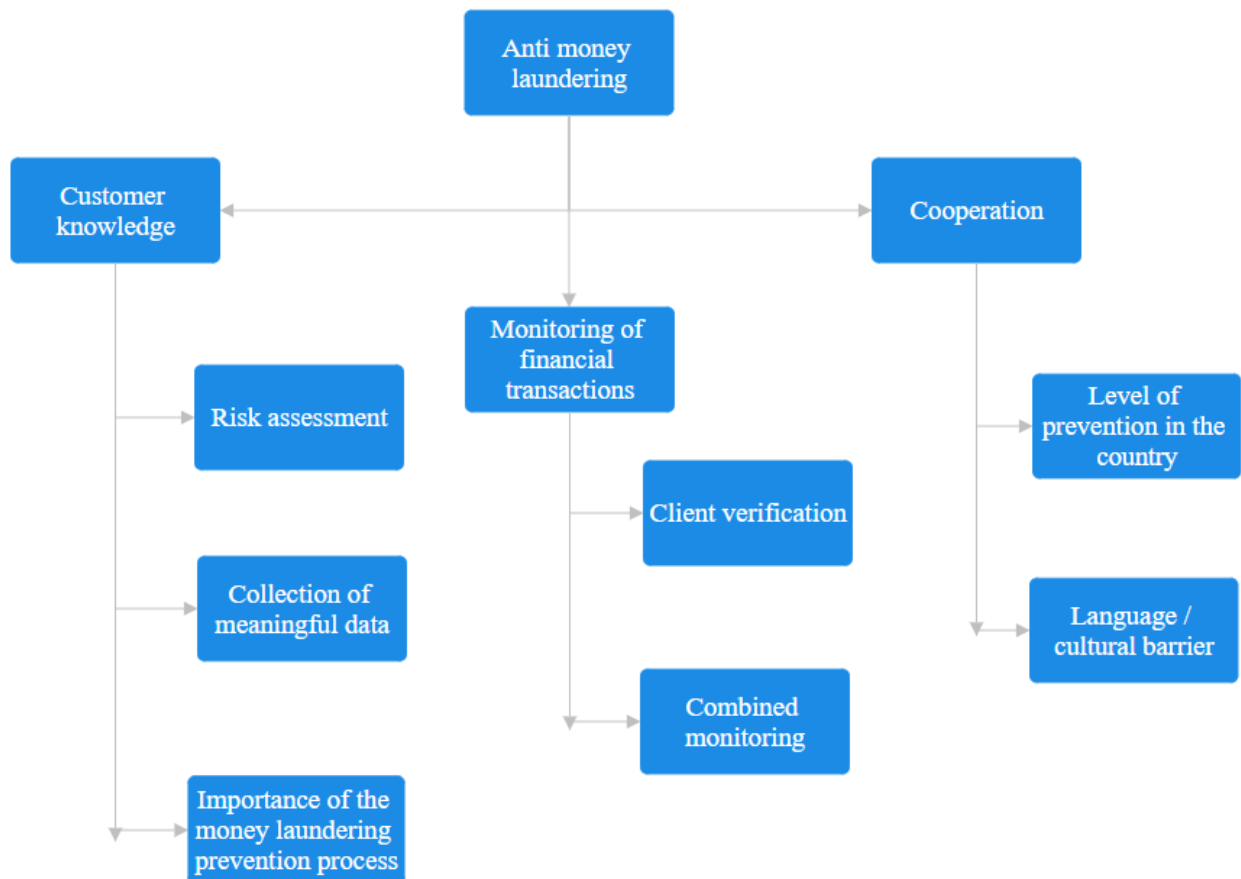 Anti money
laundering
Customer
knowledge
Cooperation
Monitoring of
financial
transactions
Risk assessment
Level of
prevention in the
country
Client verification
Collection of
meaningful data
Language /
cultural barrier
Combined
monitoring
Importance of the
money laundering
prevention process